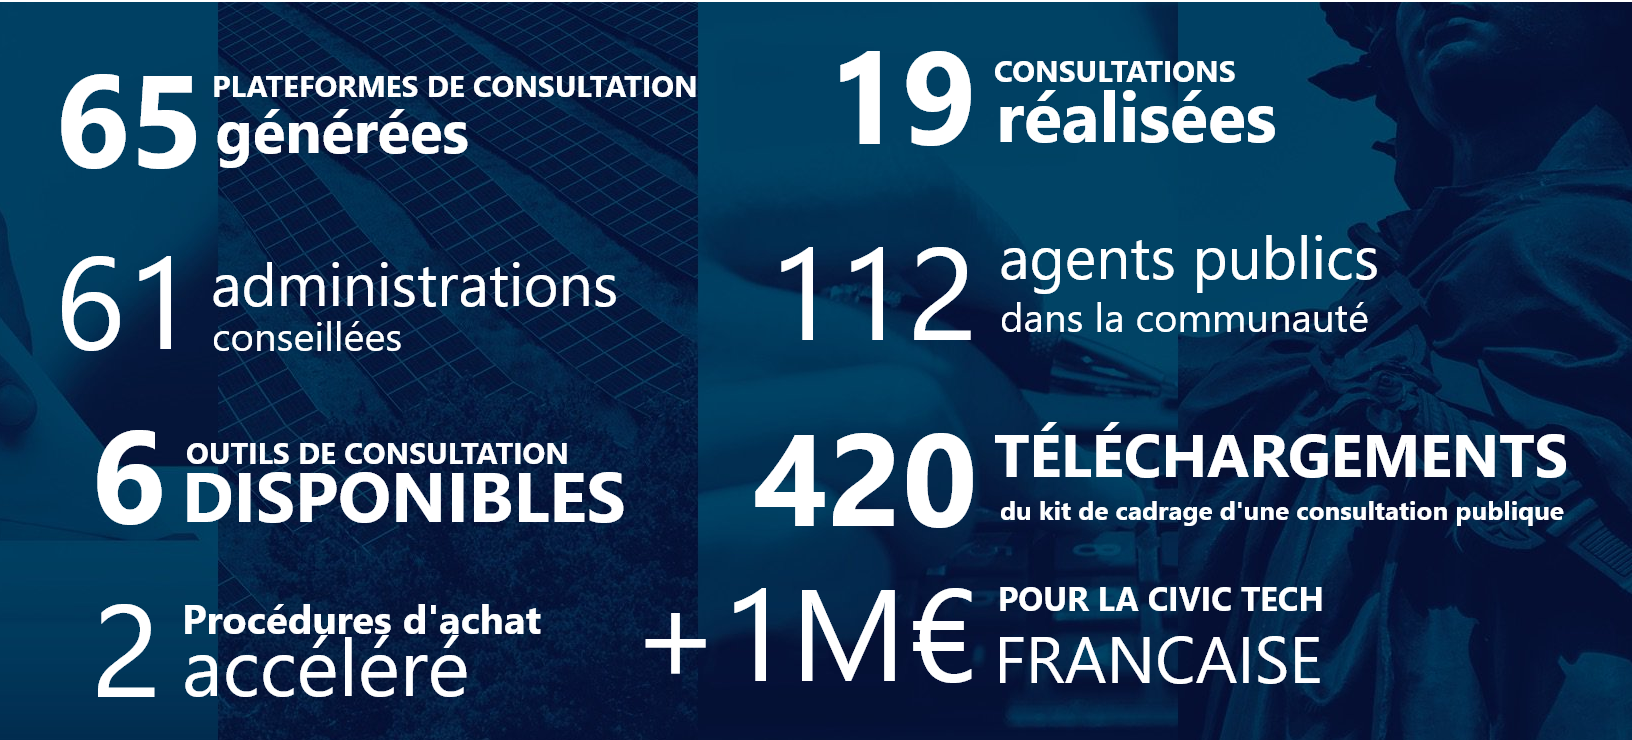 65 PLATEFORMES DE CONSULTATION
générées
19 CONSULTATIONS
réalisées
61 administrations
conseillées
112 agents publics
dans la communauté
6 OUTILS DE CONSULTATION
DISPONIBLES
420 TÉLÉCHARGEMENTS
du kit de cadrage d'une consultation publique
2 Procédures d'achat
accéléré
+1M€ POUR LA CIVIC TECH
FRANCAISE